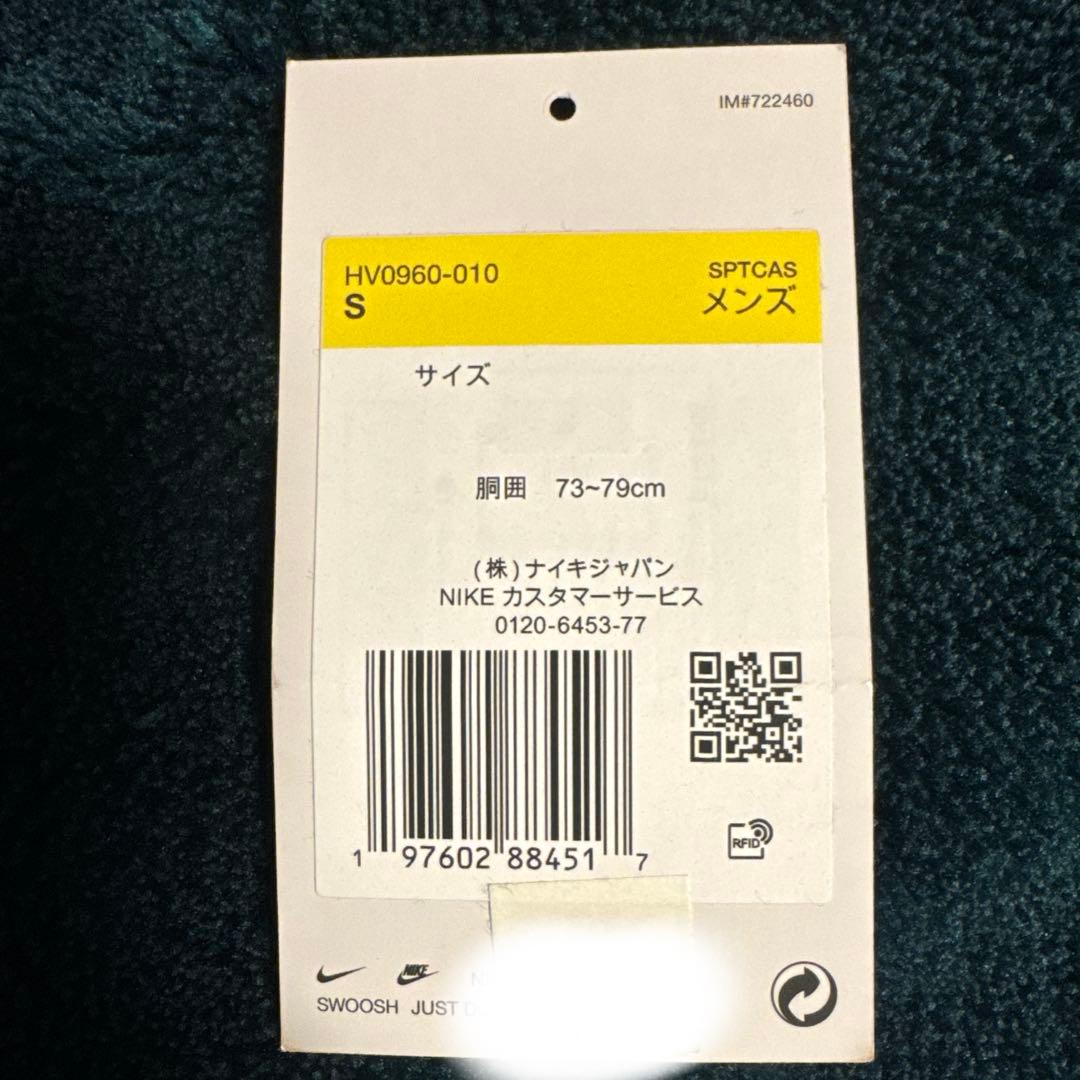 IM#722460
HV0960-010 SPTCAS
S メンズ
サイズ
胴囲 73~79cm
(株)ナイキジャパン
NIKE カスタマーサービス
0120-6453-77
RFID
1 97602 88451 7
NIKE
SWOOSH JUST